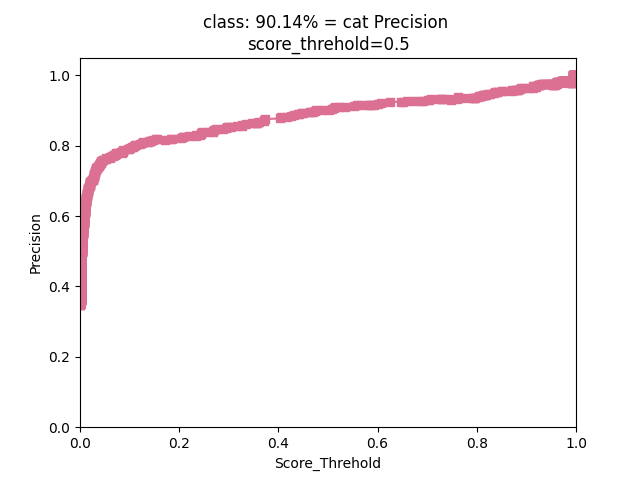 class: 90.14% = cat Precision
score_threhold=0.5
1.0
0.8
0.6
0.4
0.2
0.0
Precision
0.0 0.2 0.4 0.6 0.8 1.0
Score_Threhold